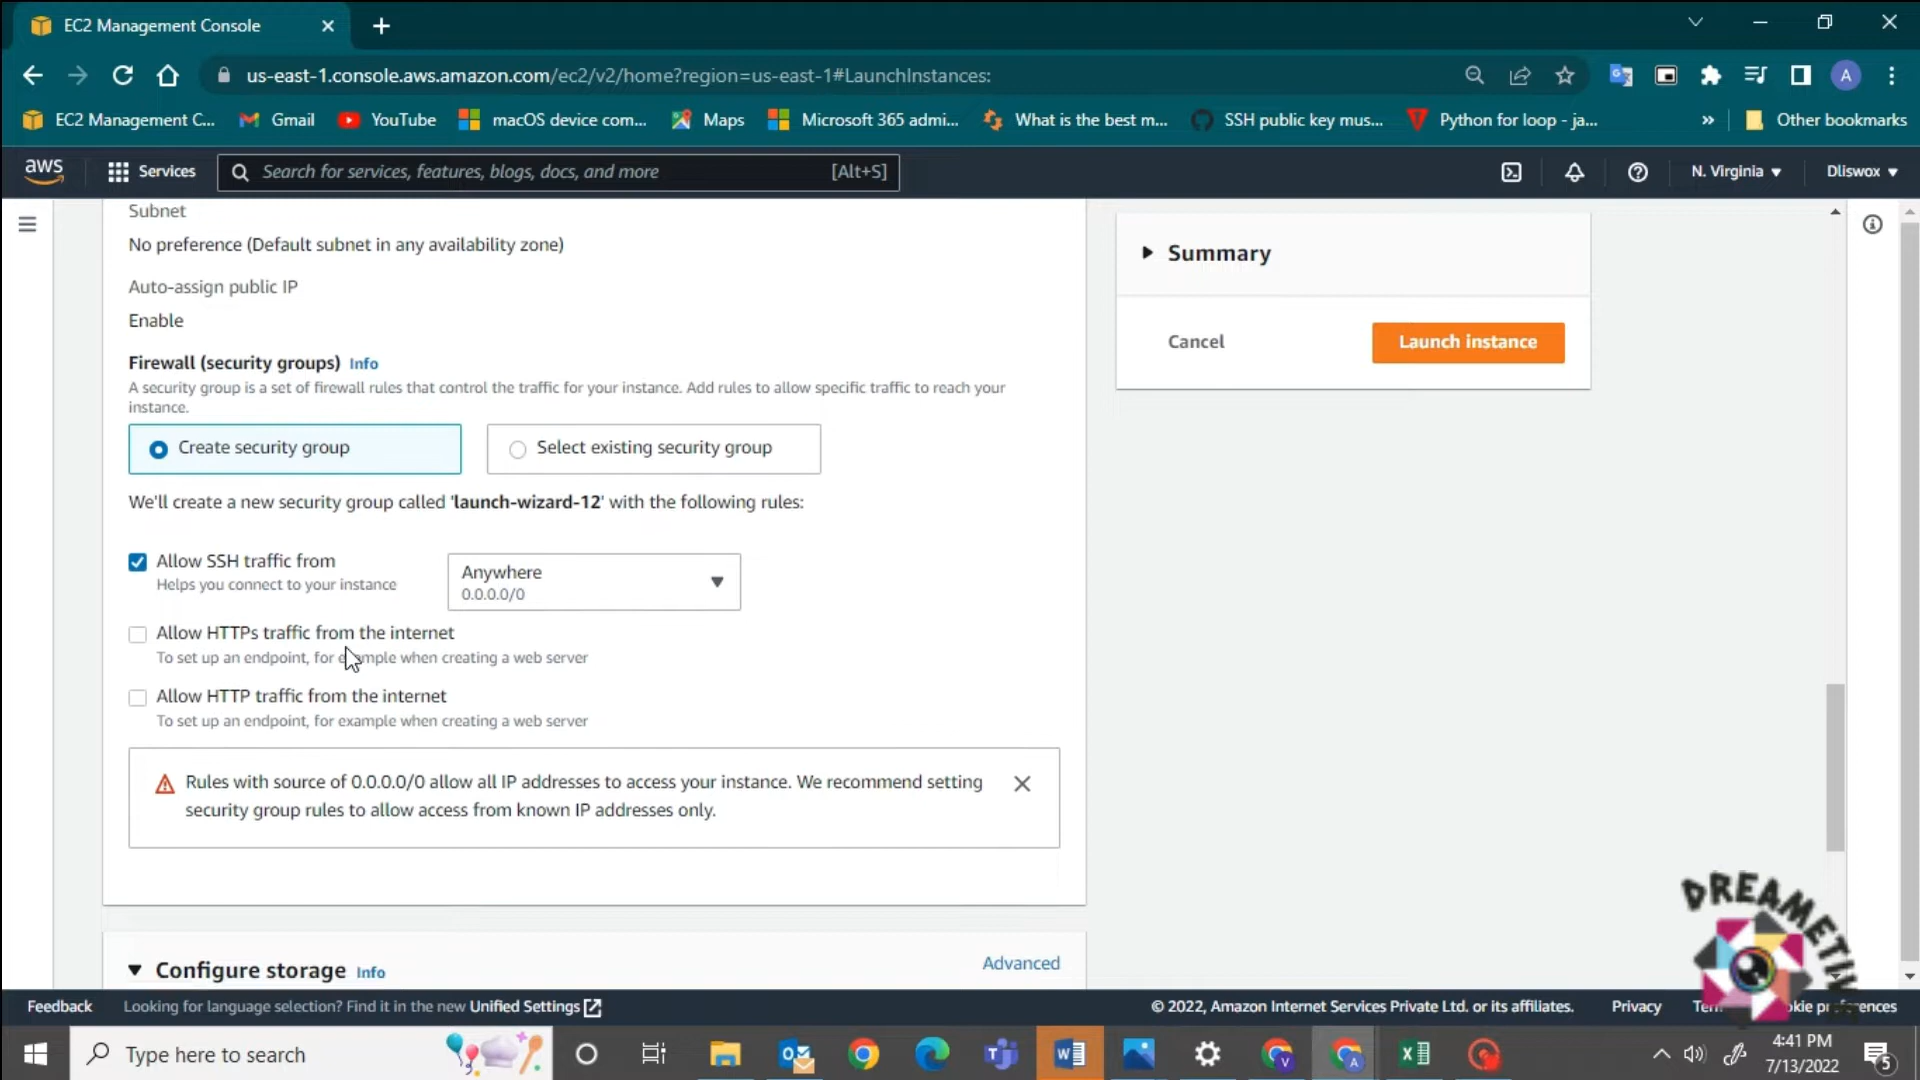 EC2 Management Console
us-east-1.console.aws.amazon.com/ec2/v2/home?region=us-east-1#LaunchInstances:
A
EC2 Management C...
Gmail
YouTube
macOS device com...
Maps
Microsoft 365 admi...
What is the best m...
SSH public key mus...
Python for loop - ja...
»
Other bookmarks
aws
Services
Search for services, features, blogs, docs, and more
[Alt+S]
N. Virginia
Dliswox
Subnet
No preference (Default subnet in any availability zone)
Auto-assign public IP
Enable
Firewall (security groups) Info
A security group is a set of firewall rules that control the traffic for your instance. Add rules to allow specific traffic to reach your
instance.
Create security group
Select existing security group
We'll create a new security group called 'launch-wizard-12' with the following rules:
Allow SSH traffic from
Helps you connect to your instance
Anywhere
0.0.0.0/0
Allow HTTPs traffic from the internet
To set up an endpoint, for example when creating a web server
Allow HTTP traffic from the internet
To set up an endpoint, for example when creating a web server
Rules with source of 0.0.0.0/0 allow all IP addresses to access your instance. We recommend setting
security group rules to allow access from known IP addresses only.
Configure storage Info
Advanced
Summary
Cancel
Launch instance
Feedback
Looking for language selection? Find it in the new Unified Settings
© 2022, Amazon Internet Services Private Ltd. or its affiliates.
Privacy
Type here to search
4:41 PM
7/13/2022
5